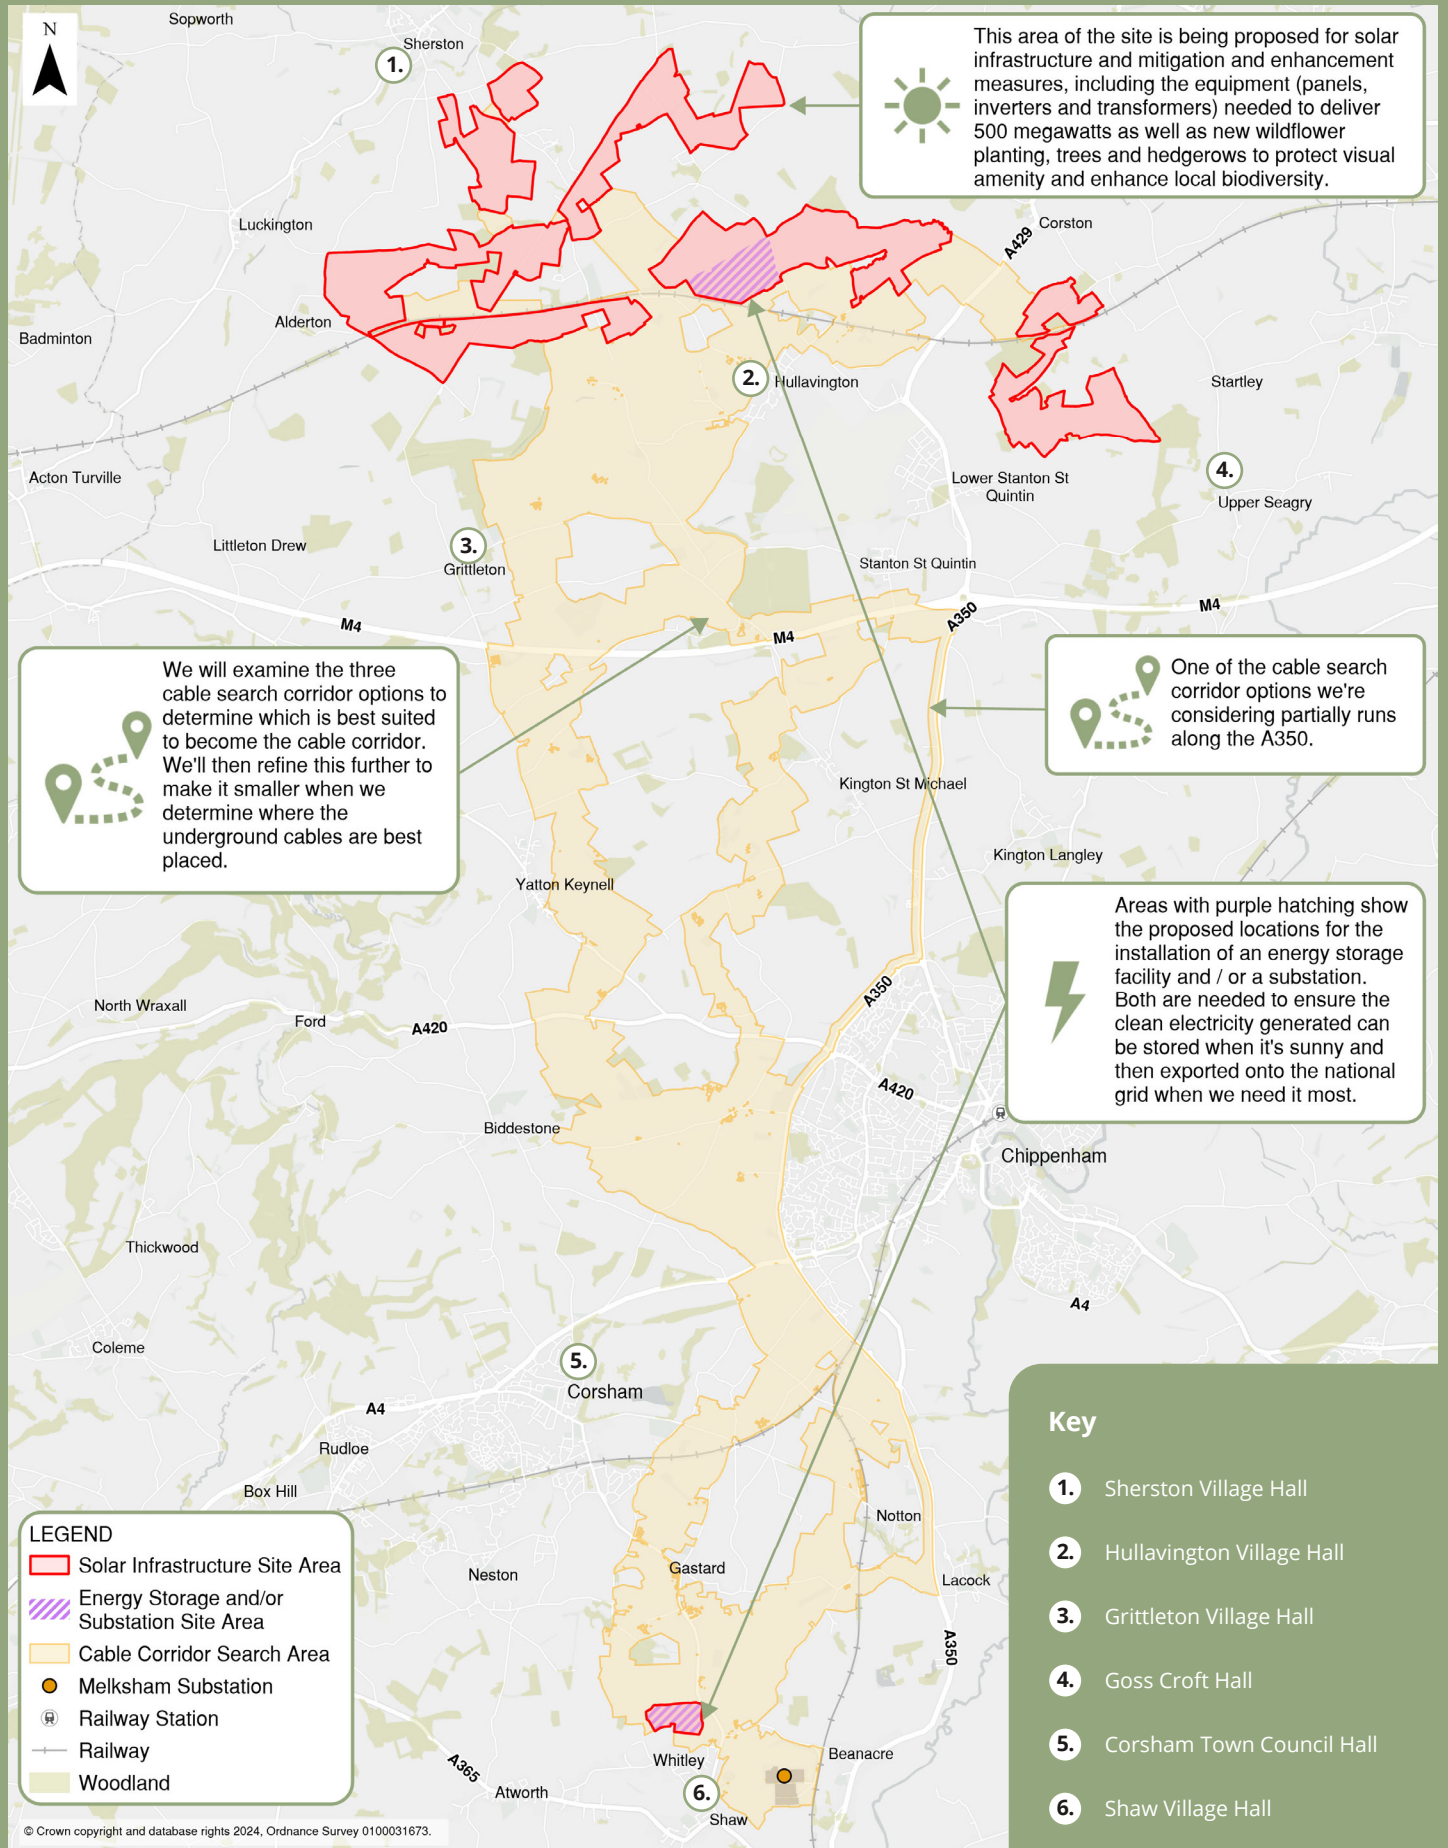 N
Sopworth
Sherston
1.
This area of the site is being proposed for solar
infrastructure and mitigation and enhancement
measures, including the equipment (panels,
inverters and transformers) needed to deliver
500 megawatts as well as new wildflower
planting, trees and hedgerows to protect visual
amenity and enhance local biodiversity.
Luckington
Corston
A429
Alderton
Badminton
2.
Hullavington
Startley
Acton Turville
Lower Stanton St
Quintin
4.
Upper Seagry
Littleton Drew
3.
Grittleton
Stanton St Quintin
M4
M4
A350
M4
We will examine the three
cable search corridor options to
determine which is best suited
to become the cable corridor.
We'll then refine this further to
make it smaller when we
determine where the
underground cables are best
placed.
One of the cable search
corridor options we're
considering partially runs
along the A350.
Kington St Michael
Kington Langley
Yatton Keynell
Areas with purple hatching show
the proposed locations for the
installation of an energy storage
facility and / or a substation.
Both are needed to ensure the
clean electricity generated can
be stored when it's sunny and
then exported onto the national
grid when we need it most.
North Wraxall
Ford
A420
A350
A420
Biddestone
Chippenham
Thickwood
A4
Coleme
5.
Corsham
A4
Rudloe
Box Hill
Notton
Neston
Gastard
Lacock
A350
Whitley
Beanacre
A365
Atworth
6.
Shaw
LEGEND
Solar Infrastructure Site Area
Energy Storage and/or
Substation Site Area
Cable Corridor Search Area
Melksham Substation
Railway Station
Railway
Woodland
© Crown copyright and database rights 2024, Ordnance Survey 0100031673.
Key
1. Sherston Village Hall
2. Hullavington Village Hall
3. Grittleton Village Hall
4. Goss Croft Hall
5. Corsham Town Council Hall
6. Shaw Village Hall